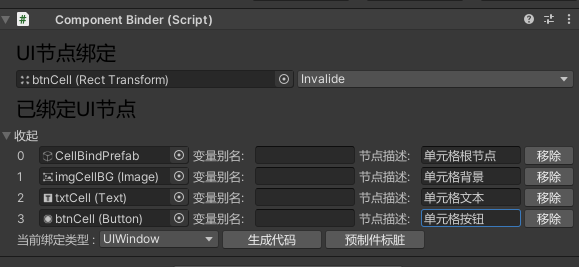 Component Binder (Script)
UI节点绑定
btnCell (Rect Transform) Invalide
已绑定UI节点
收起
0 CellBindPrefab 变量别名: 节点描述: 单元格根节点 移除
1 imgCellBG (Image) 变量别名: 节点描述: 单元格背景 移除
2 txtCell (Text) 变量别名: 节点描述: 单元格文本 移除
3 btnCell (Button) 变量别名: 节点描述: 单元格按钮 移除
当前绑定类型 : UIWindow 生成代码 预制件标脏